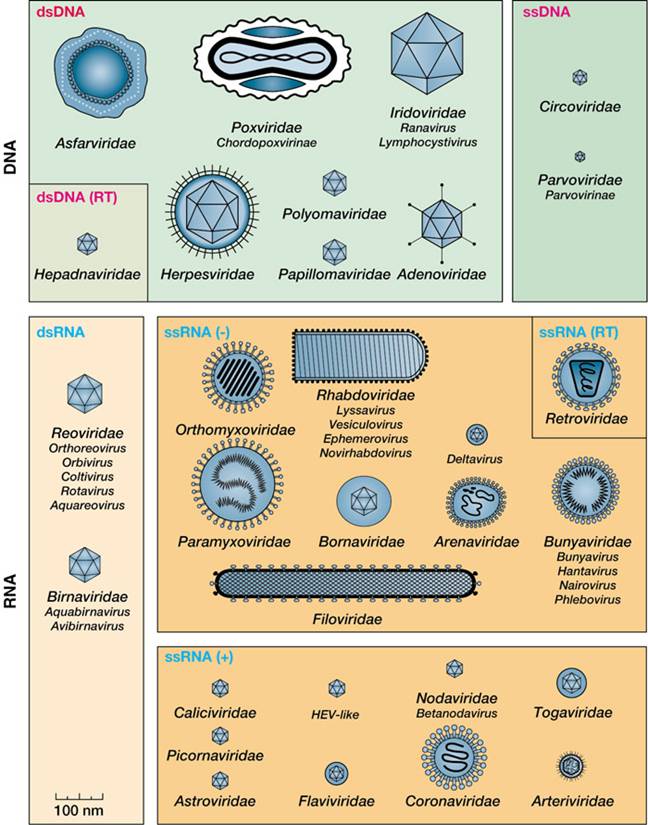 DNA
dsDNA
Asfarviridae
Poxviridae
Chordopoxvirinae
Iridoviridae
Ranavirus
Lymphocystivirus
dsDNA (RT)
Hepadnaviridae
Herpesviridae
Polyomaviridae
Papillomaviridae
Adenoviridae
ssDNA
Circoviridae
Parvoviridae
Parvovirinae
RNA
dsRNA
Reoviridae
Orthoreovirus
Orbivirus
Coltivirus
Rotavirus
Aquareovirus
Birnaviridae
Aquabirnavirus
Avibirnavirus
100 nm
ssRNA (-)
Orthomyxoviridae
Rhabdoviridae
Lyssavirus
Vesiculovirus
Ephemerovirus
Novirhabdovirus
Deltavirus
ssRNA (RT)
Retroviridae
Paramyxoviridae
Bornaviridae
Arenaviridae
Bunyaviridae
Bunyavirus
Hantavirus
Nairovirus
Phlebovirus
Filoviridae
ssRNA (+)
Caliciviridae
HEV-like
Nodaviridae
Betanodavirus
Togaviridae
Picornaviridae
Astroviridae
Flaviviridae
Coronaviridae
Arteriviridae